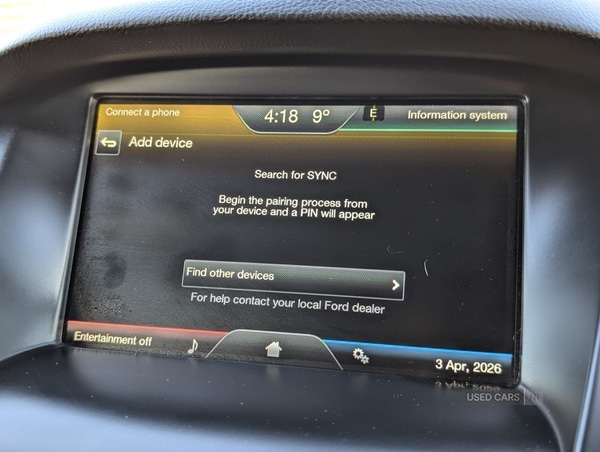 Connect a phone
4:18 9° E
Information system
Add device
Search for SYNC
Begin the pairing process from
your device and a PIN will appear
Find other devices
For help contact your local Ford dealer
Entertainment off
3 Apr, 2026
USED CARS NI